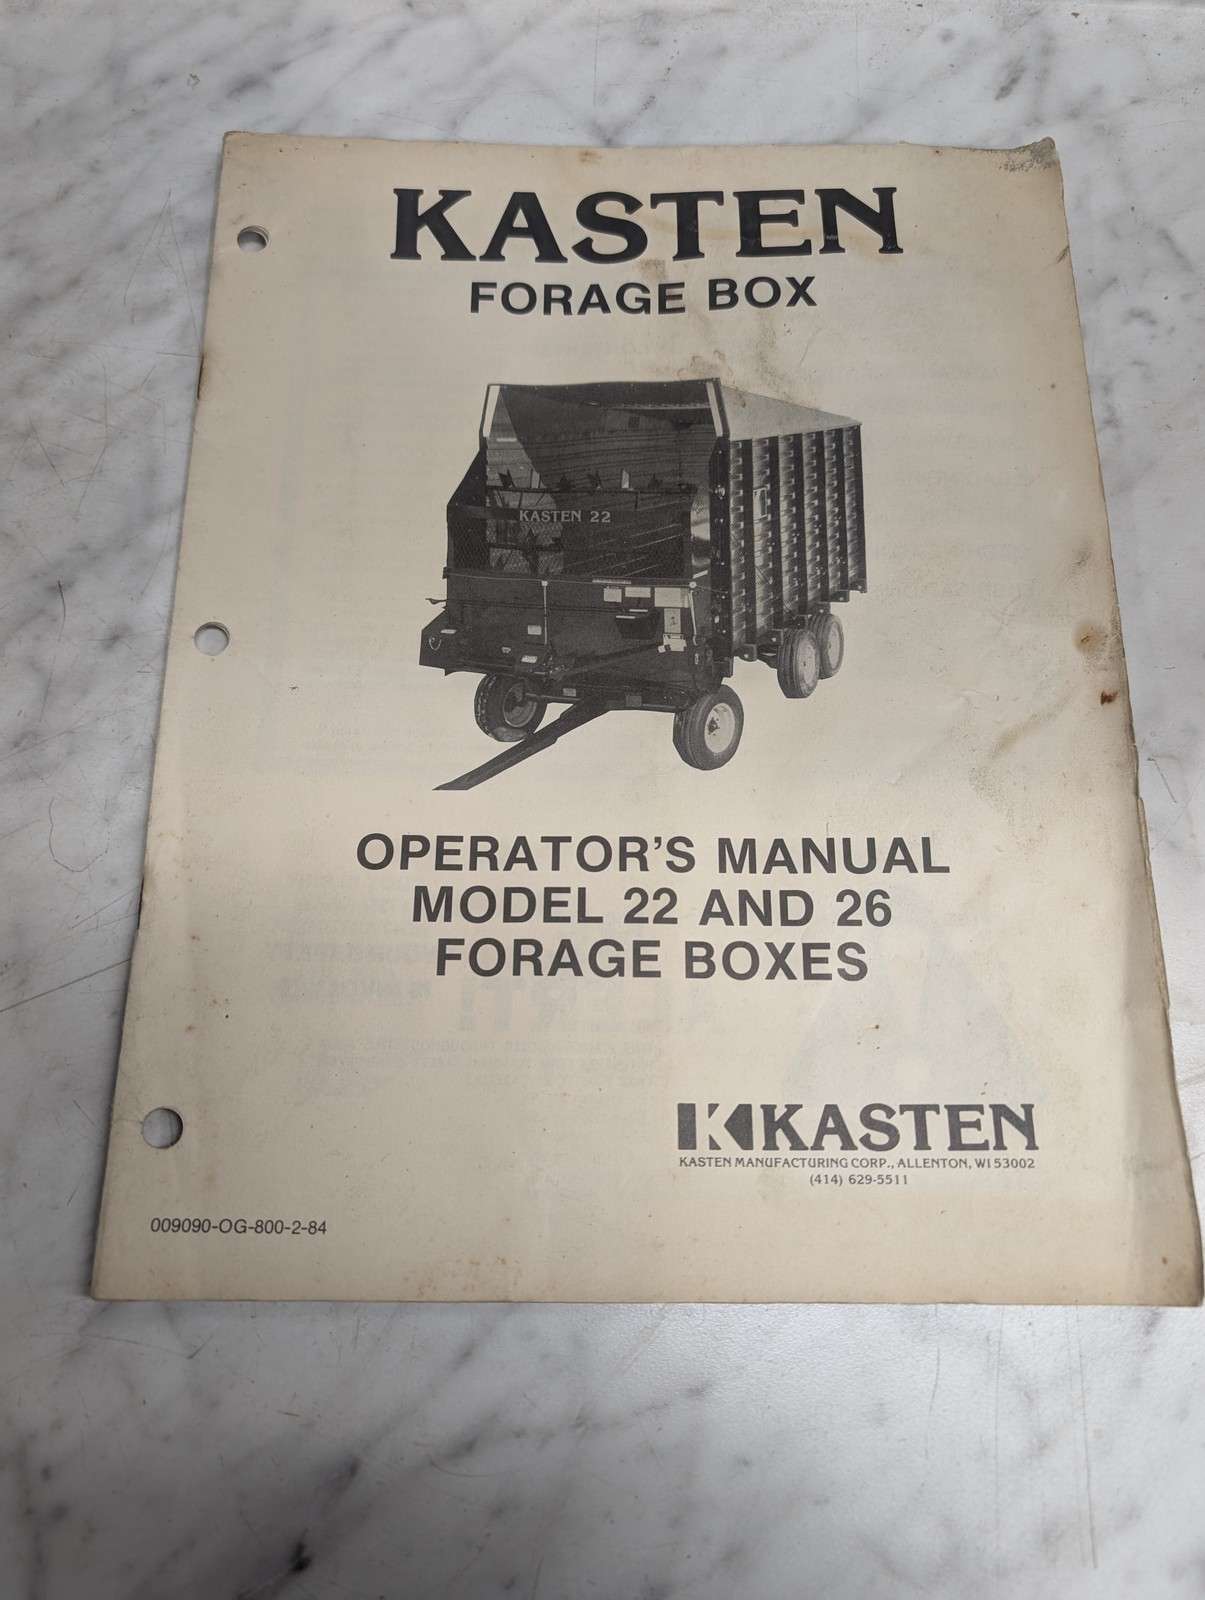 KASTEN
FORAGE BOX
KASTEN 22
OPERATOR'S MANUAL
MODEL 22 AND 26
FORAGE BOXES
KASTEN
KASTEN MANUFACTURING CORP., ALLENTON, WI 53002
(414) 629-5511
009090-OG-800-2-84